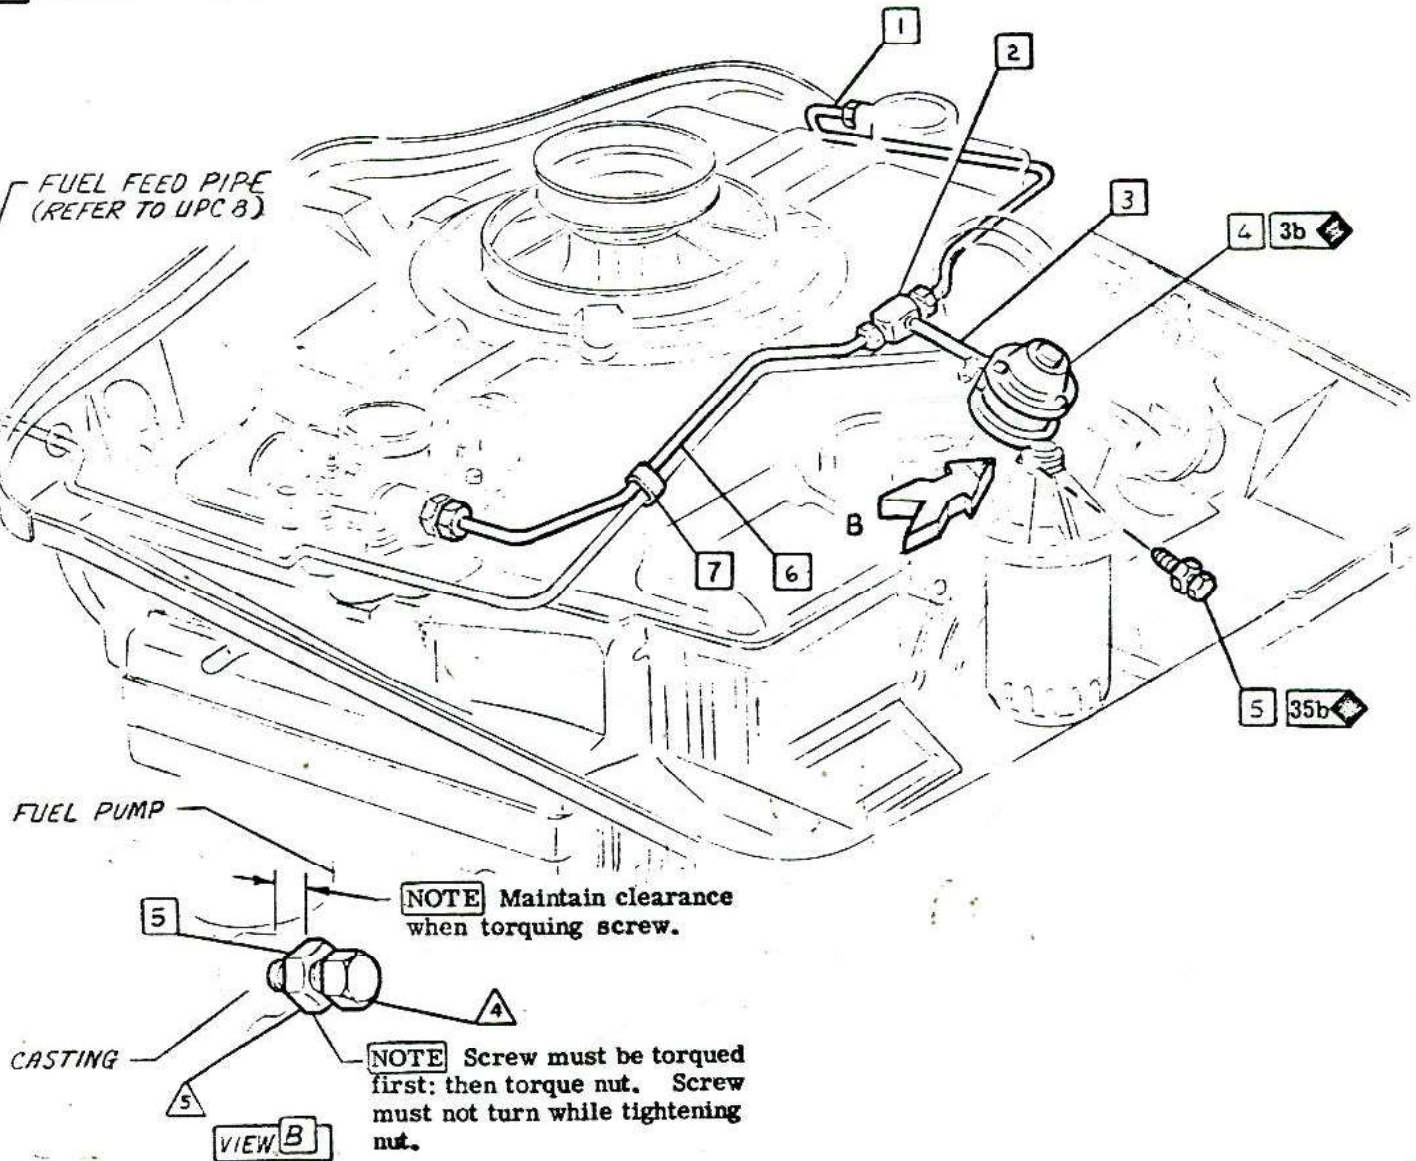 1
2
FUEL FEED PIPE
(REFER TO UPC 8)
3
4 3b
B
7 6
5 35b
FUEL PUMP
NOTE Maintain clearance
when torquing screw.
5
4
CASTING
NOTE Screw must be torqued
first; then torque nut. Screw
must not turn while tightening
nut.
5
VIEW B